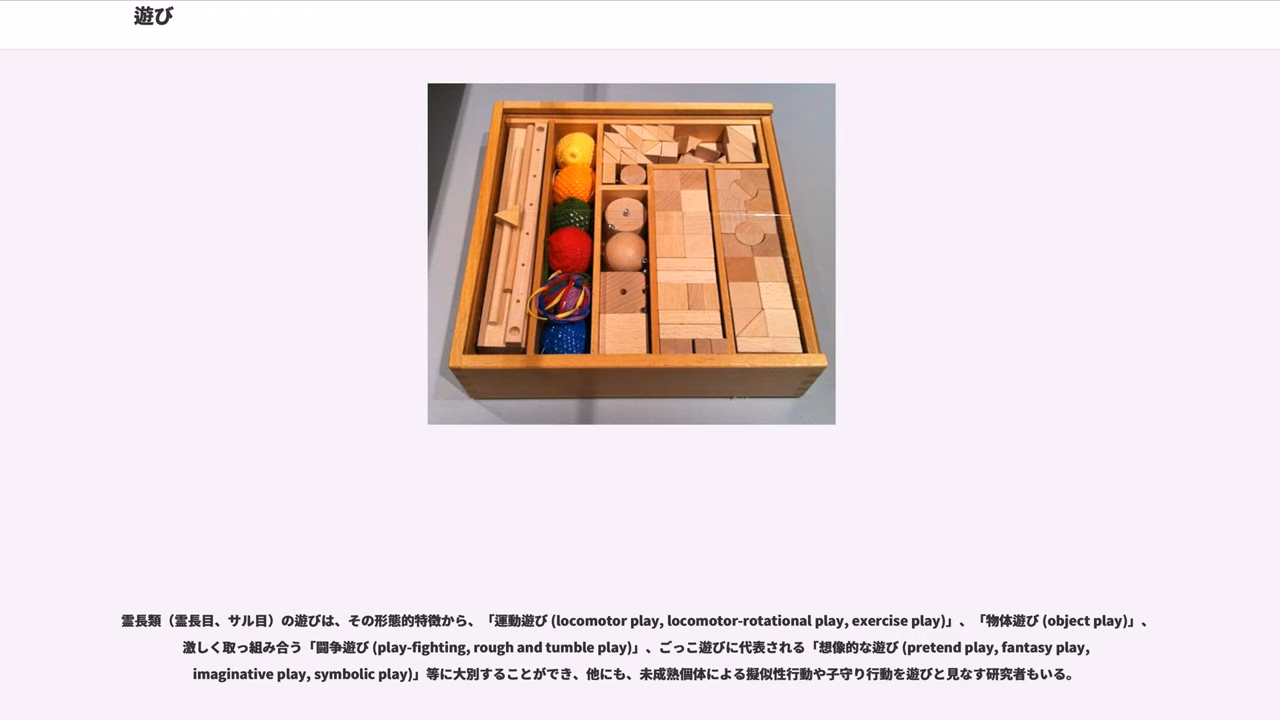 遊び
霊長類（霊長目、サル目）の遊びは、その形態的特徴から、「運動遊び (locomotor play, locomotor-rotational play, exercise play)」、「物体遊び (object play)」、
激しく取っ組み合う「闘争遊び (play-fighting, rough and tumble play)」、ごっこ遊びに代表される「想像的な遊び (pretend play, fantasy play,
imaginative play, symbolic play)」等に大別することができ、他にも、未成熟個体による擬似性行動や子守り行動を遊びと見なす研究者もいる。